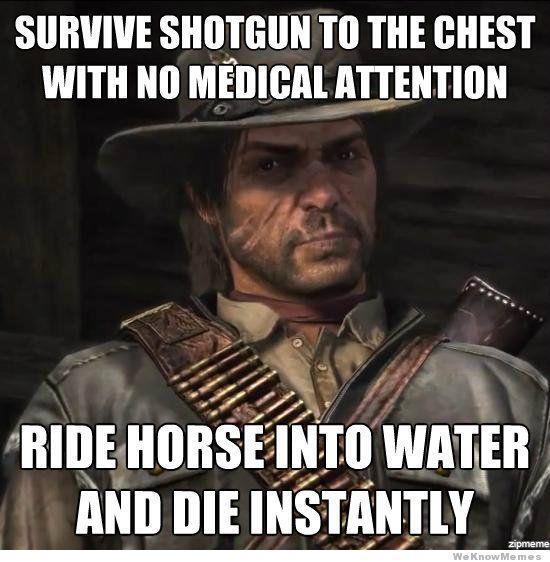 SURVIVE SHOTGUN TO THE CHEST
WITH NO MEDICAL ATTENTION
RIDE HORSE INTO WATER
AND DIE INSTANTLY
zipmeme
WeKnowMemes